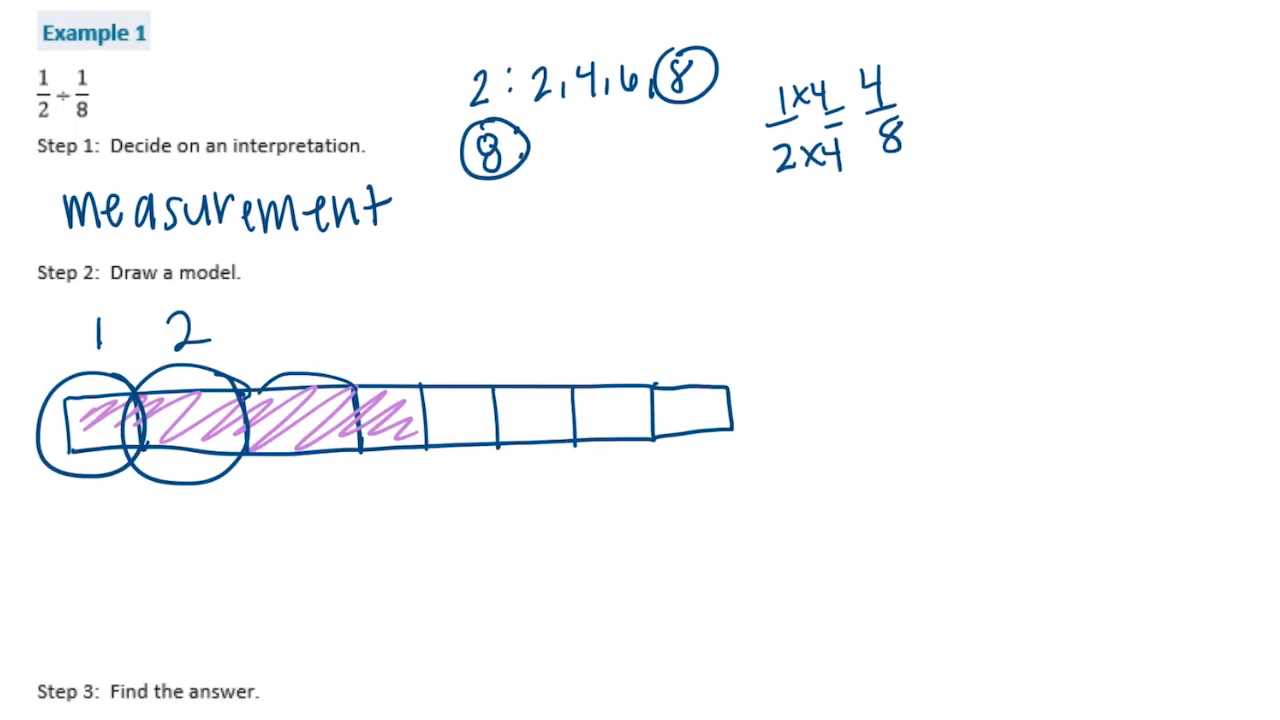 Example 1
1/2 ÷ 1/8
2 : 2, 4, 6, 8
8
1×4/2×4 = 4/8
Step 1: Decide on an interpretation.
measurement
Step 2: Draw a model.
1 2
Step 3: Find the answer.